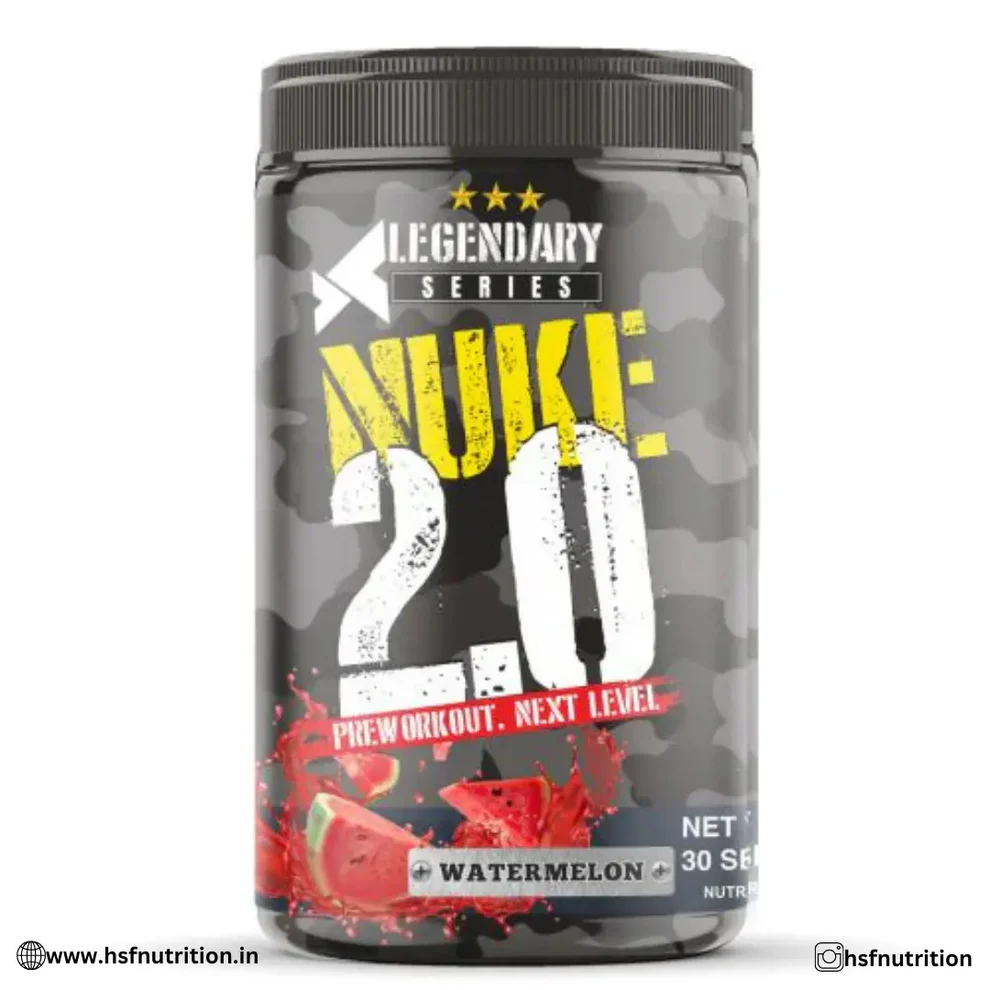 LEGENDARY
SERIES
NUKE
2.0
PREWORKOUT. NEXT LEVEL
WATERMELON
NET
30
www.hsfnutrition.in
hsfnutrition